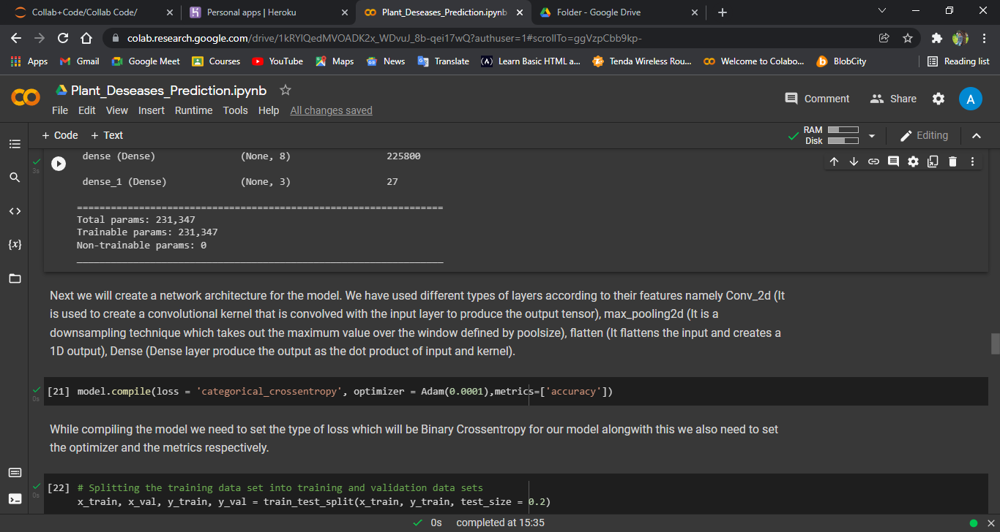 Collab+Code/Collab Code/
Personal apps | Heroku
Plant_Deseases_Prediction.ipynb
Folder - Google Drive
colab.research.google.com/drive/1kRYlQedMVOADK2x_WDvuJ_8b-qei17wQ?authuser=1#scrollTo=ggVzpCbb9kp-
Apps Gmail Google Meet Courses YouTube Maps News Translate Learn Basic HTML a... Tenda Wireless Rou... Welcome to Colabo... BlobCity Reading list
Plant_Deseases_Prediction.ipynb
File Edit View Insert Runtime Tools Help All changes saved
Comment Share A
+ Code + Text
RAM
Disk
Editing
3s
dense (Dense) (None, 8) 225800
dense_1 (Dense) (None, 3) 27
=================================================================
Total params: 231,347
Trainable params: 231,347
Non-trainable params: 0
_________________________________________________________________
Next we will create a network architecture for the model. We have used different types of layers according to their features namely Conv_2d (It
is used to create a convolutional kernel that is convolved with the input layer to produce the output tensor), max_pooling2d (It is a
downsampling technique which takes out the maximum value over the window defined by poolsize), flatten (It flattens the input and creates a
1D output), Dense (Dense layer produce the output as the dot product of input and kernel).
0s
[21] model.compile(loss = 'categorical_crossentropy', optimizer = Adam(0.0001),metrics=['accuracy'])
While compiling the model we need to set the type of loss which will be Binary Crossentropy for our model alongwith this we also need to set
the optimizer and the metrics respectively.
0s
[22] # Splitting the training data set into training and validation data sets
x_train, x_val, y_train, y_val = train_test_split(x_train, y_train, test_size = 0.2)
0s completed at 15:35